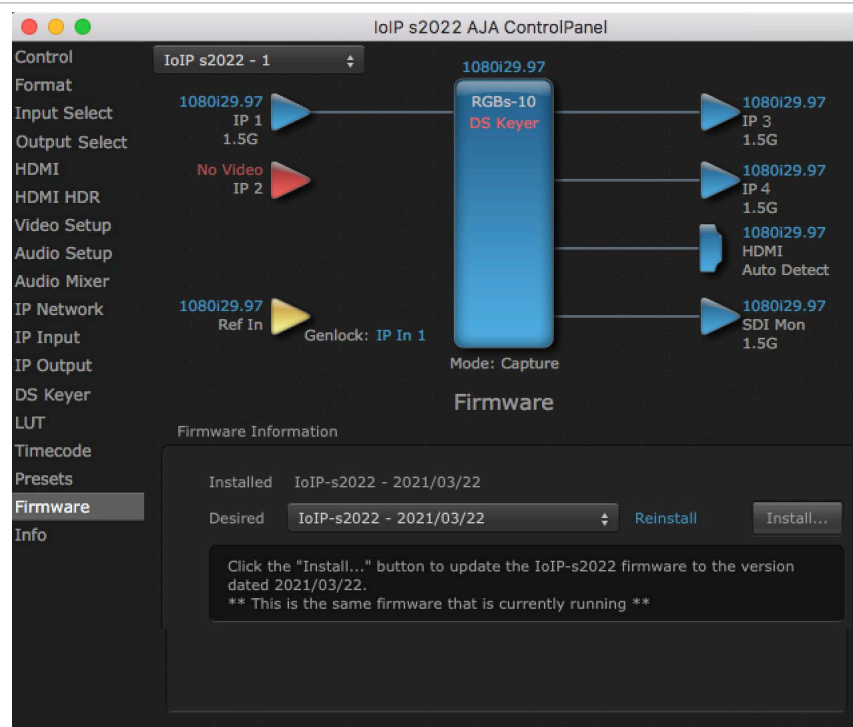 IoIP s2022 AJA ControlPanel
Control
Format
Input Select
Output Select
HDMI
HDMI HDR
Video Setup
Audio Setup
Audio Mixer
IP Network
IP Input
IP Output
DS Keyer
LUT
Timecode
Presets
Firmware
Info
IoIP s2022 - 1
1080i29.97
1080i29.97
IP 1
1.5G
No Video
IP 2
1080i29.97
Ref In
Genlock: IP In 1
RGBs-10
DS Keyer
Mode: Capture
1080i29.97
IP 3
1.5G
1080i29.97
IP 4
1.5G
1080i29.97
HDMI
Auto Detect
1080i29.97
SDI Mon
1.5G
Firmware
Firmware Information
Installed IoIP-s2022 - 2021/03/22
Desired IoIP-s2022 - 2021/03/22 Reinstall Install...
Click the "Install..." button to update the IoIP-s2022 firmware to the version
dated 2021/03/22.
** This is the same firmware that is currently running **